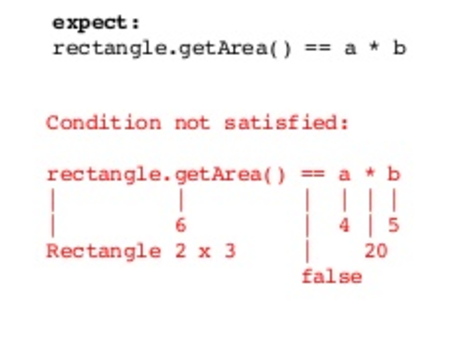 expect:
rectangle.getArea() == a * b
Condition not satisfied:
rectangle.getArea() == a * b
|         |          |  | | |
|         6          |  4 | 5
Rectangle 2 x 3      |    20
                     false